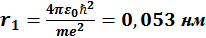 r₁ = 4πε₀ħ²/me² = 0,053 нм